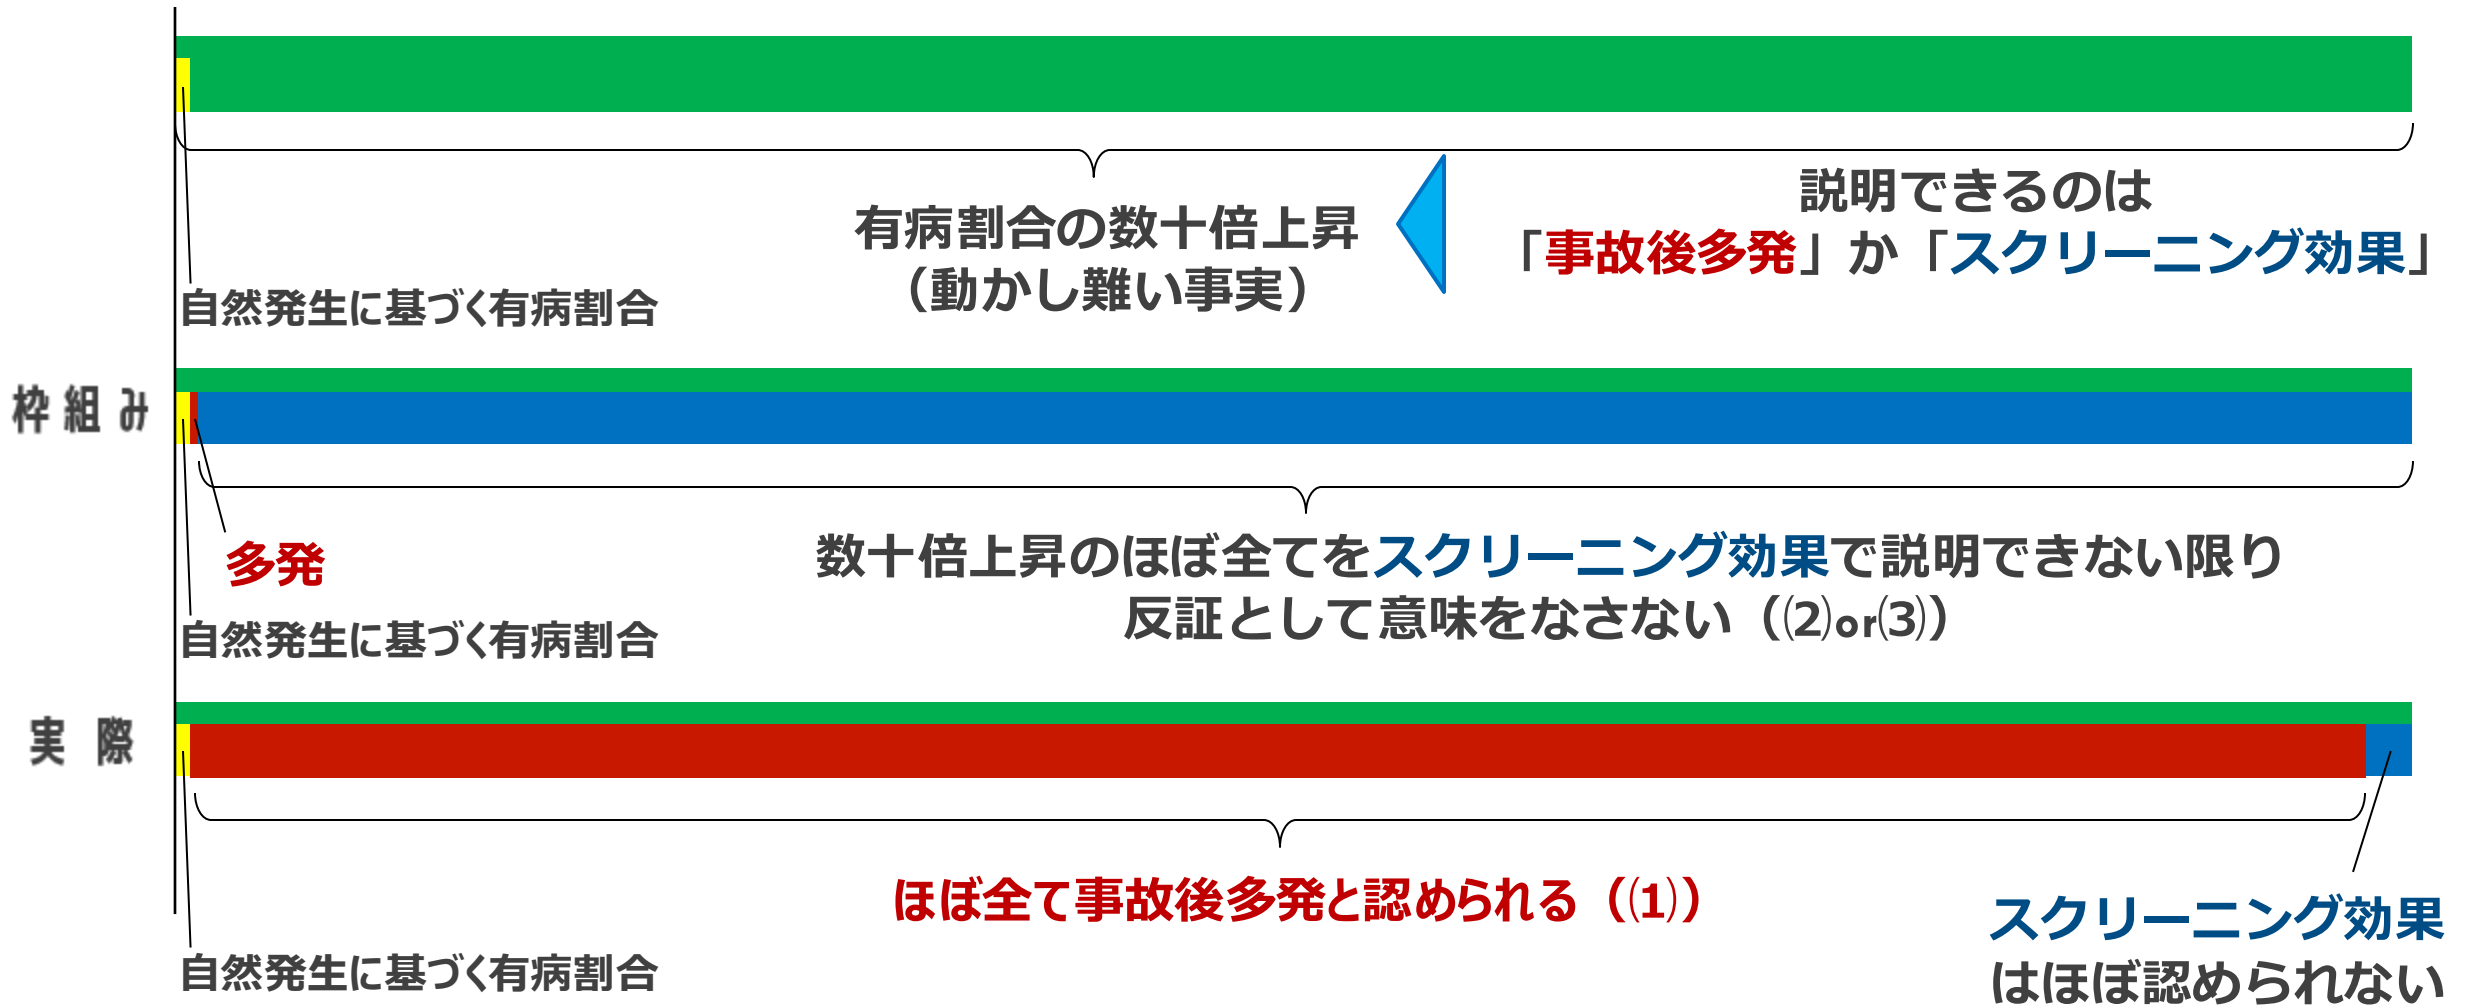 有病割合の数十倍上昇
（動かし難い事実）
説明できるのは
「事故後多発」か「スクリーニング効果」
自然発生に基づく有病割合
枠組み
多発
数十倍上昇のほぼ全てをスクリーニング効果で説明できない限り
反証として意味をなさない（⑵or⑶）
自然発生に基づく有病割合
実際
ほぼ全て事故後多発と認められる（⑴）
スクリーニング効果
はほぼ認められない
自然発生に基づく有病割合